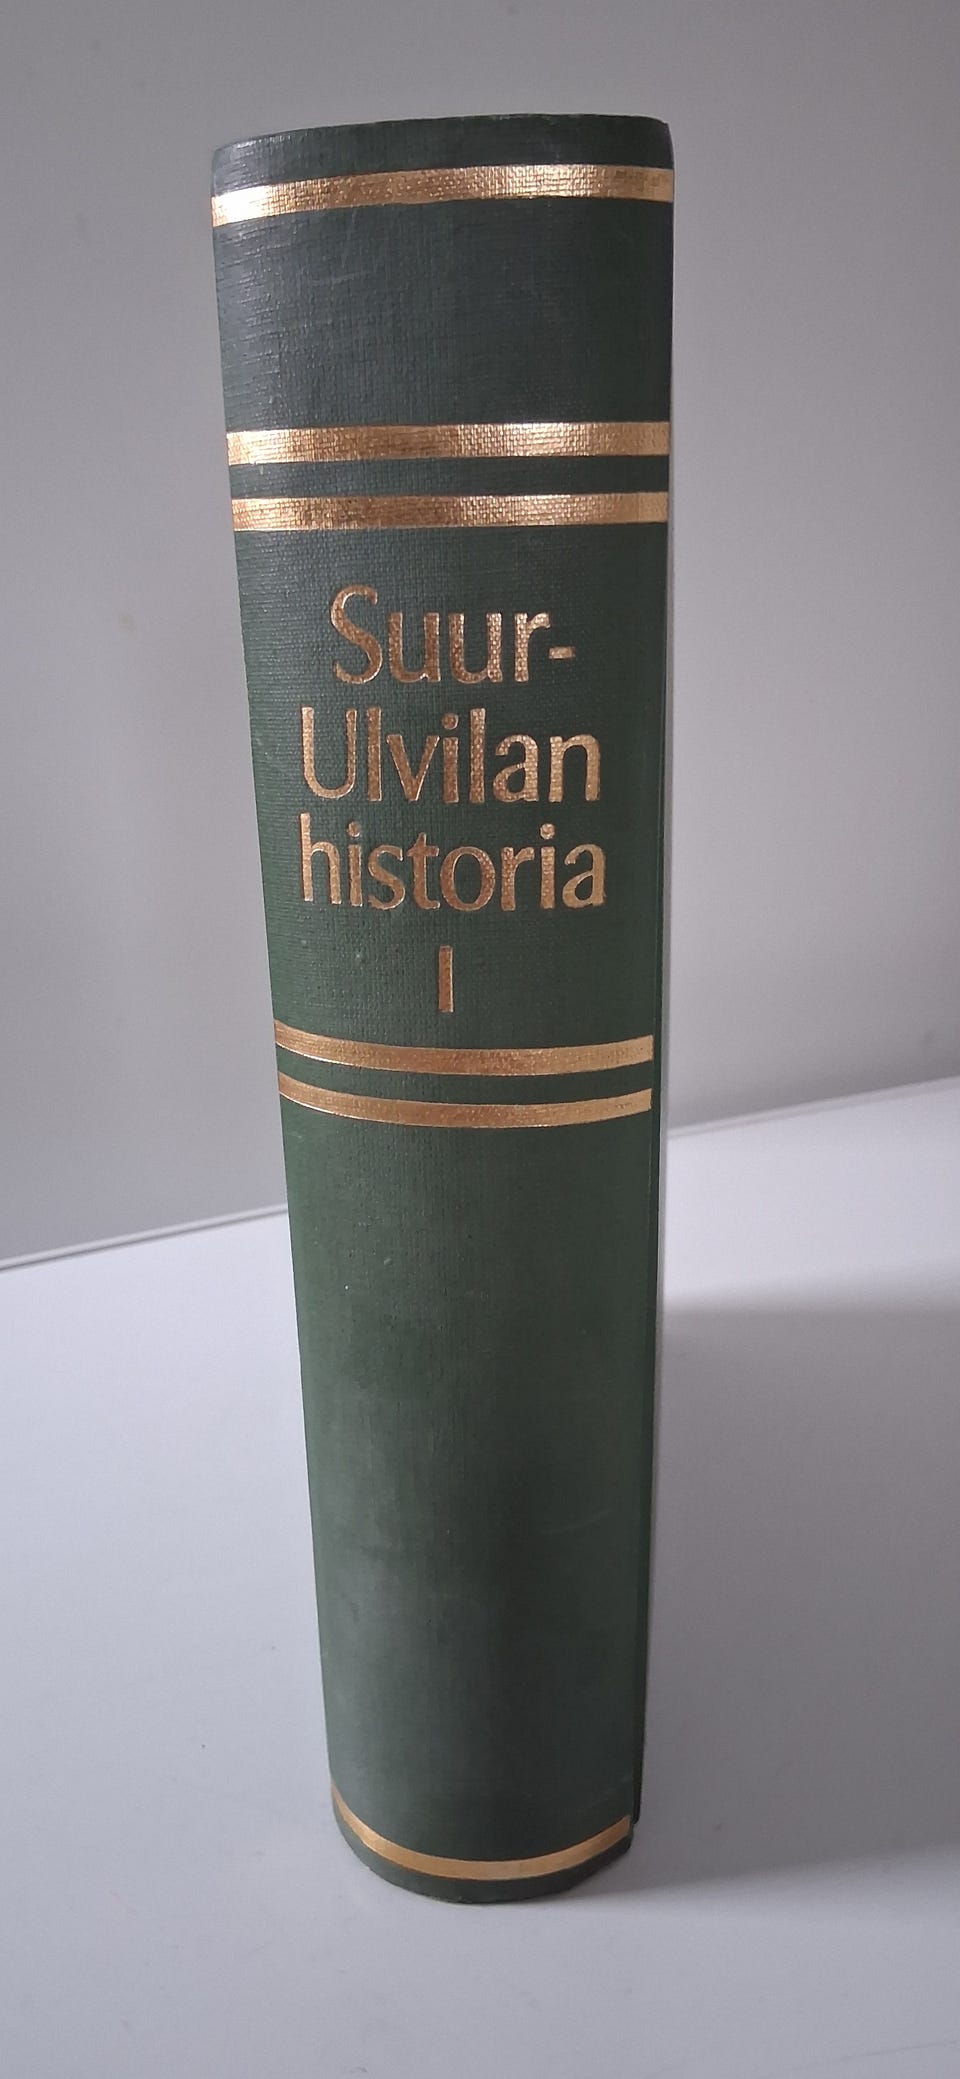 Suur-
Ulvilan
historia
I